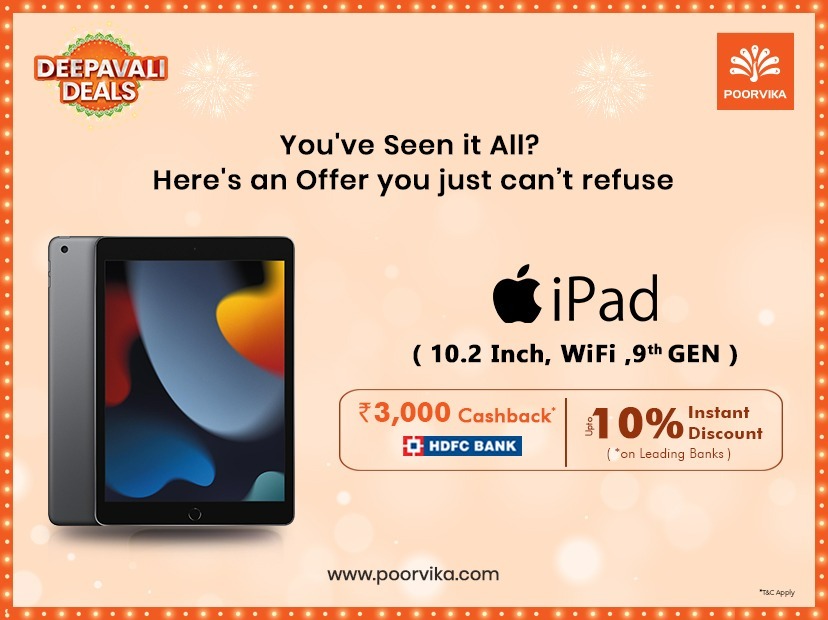 DEEPAVALI
DEALS
POORVIKA
You've Seen it All?
Here's an Offer you just can't refuse
iPad
( 10.2 Inch, WiFi ,9th GEN )
₹3,000 Cashback*
HDFC BANK
Upto 10% Instant Discount
( *on Leading Banks )
www.poorvika.com
*T&C Apply